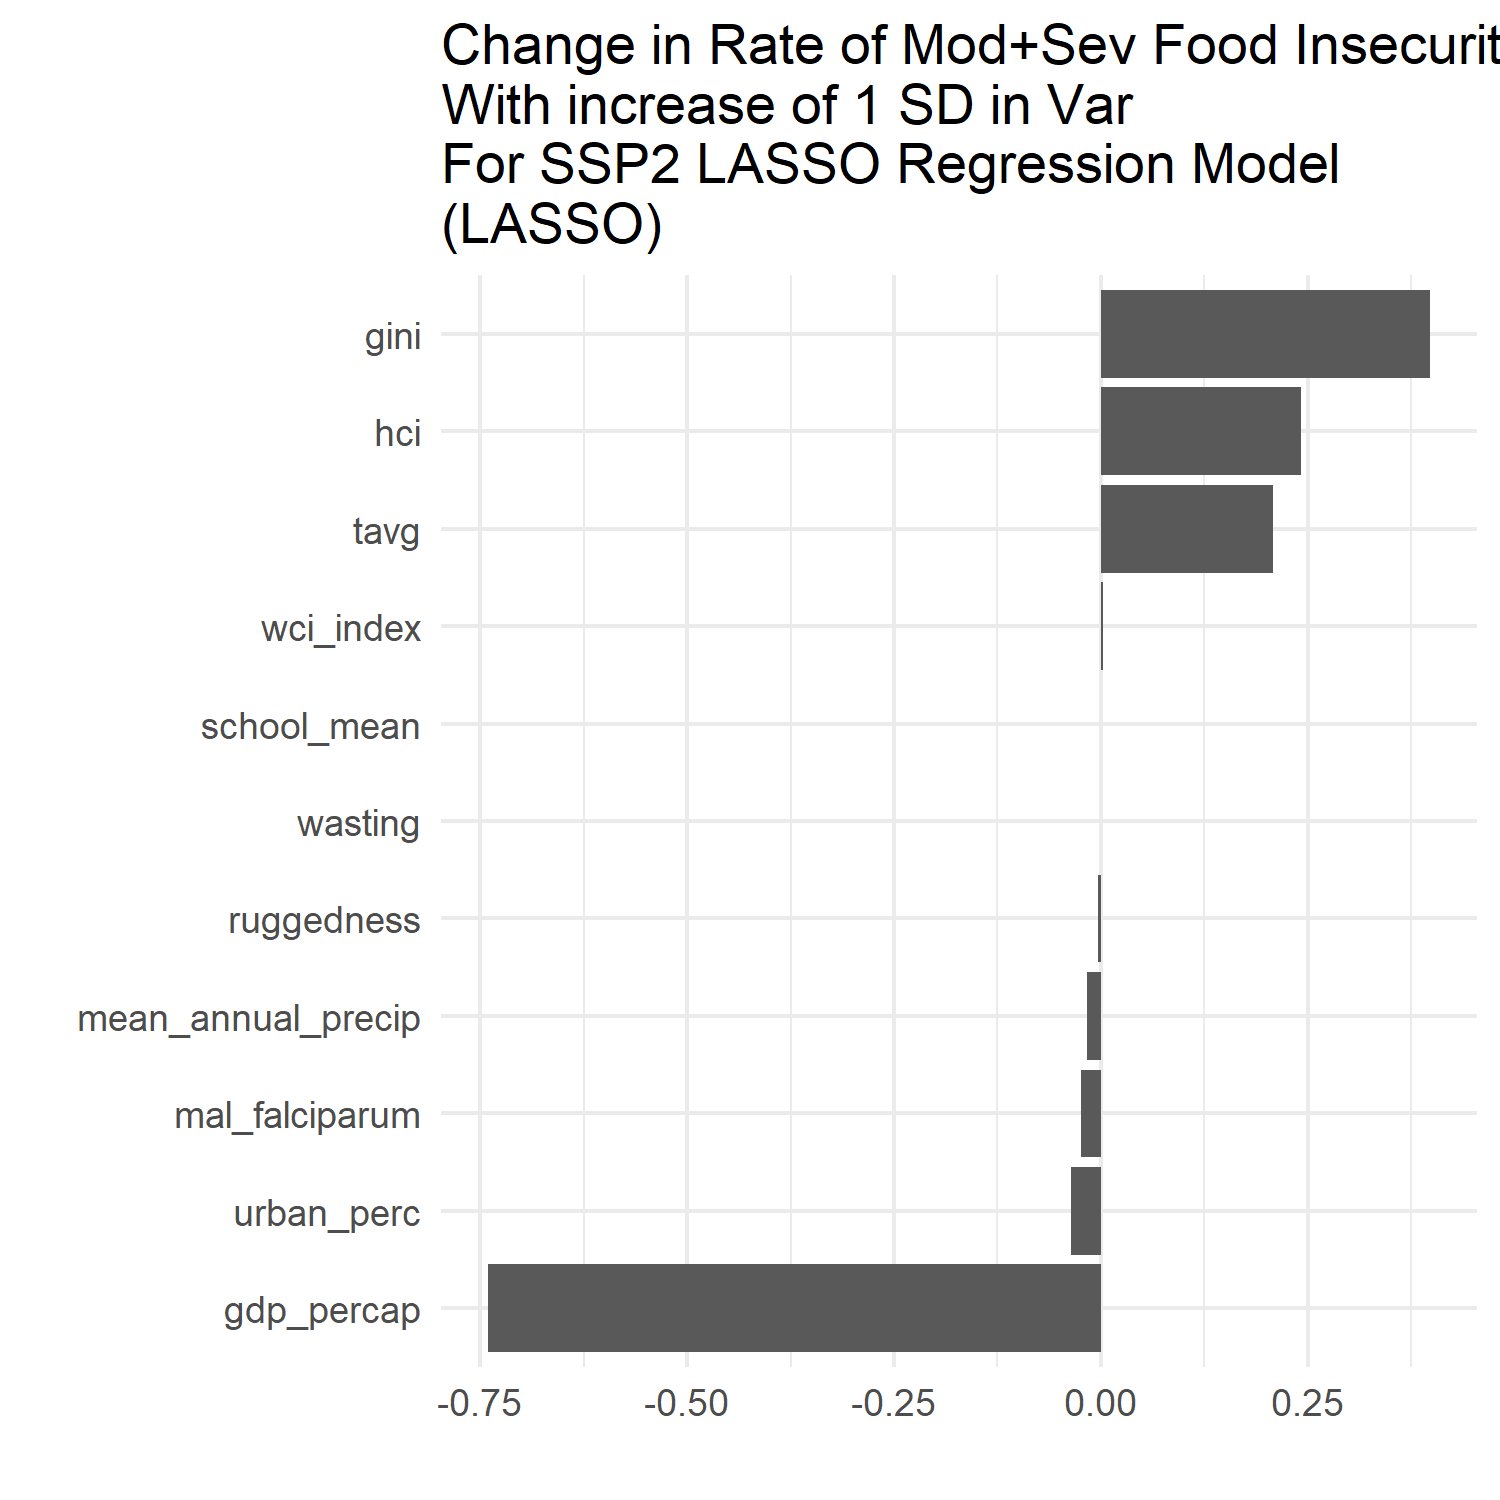 Change in Rate of Mod+Sev Food Insecurit
With increase of 1 SD in Var
For SSP2 LASSO Regression Model
(LASSO)
gini
hci
tavg
wci_index
school_mean
wasting
ruggedness
mean_annual_precip
mal_falciparum
urban_perc
gdp_percap
-0.75 -0.50 -0.25 0.00 0.25